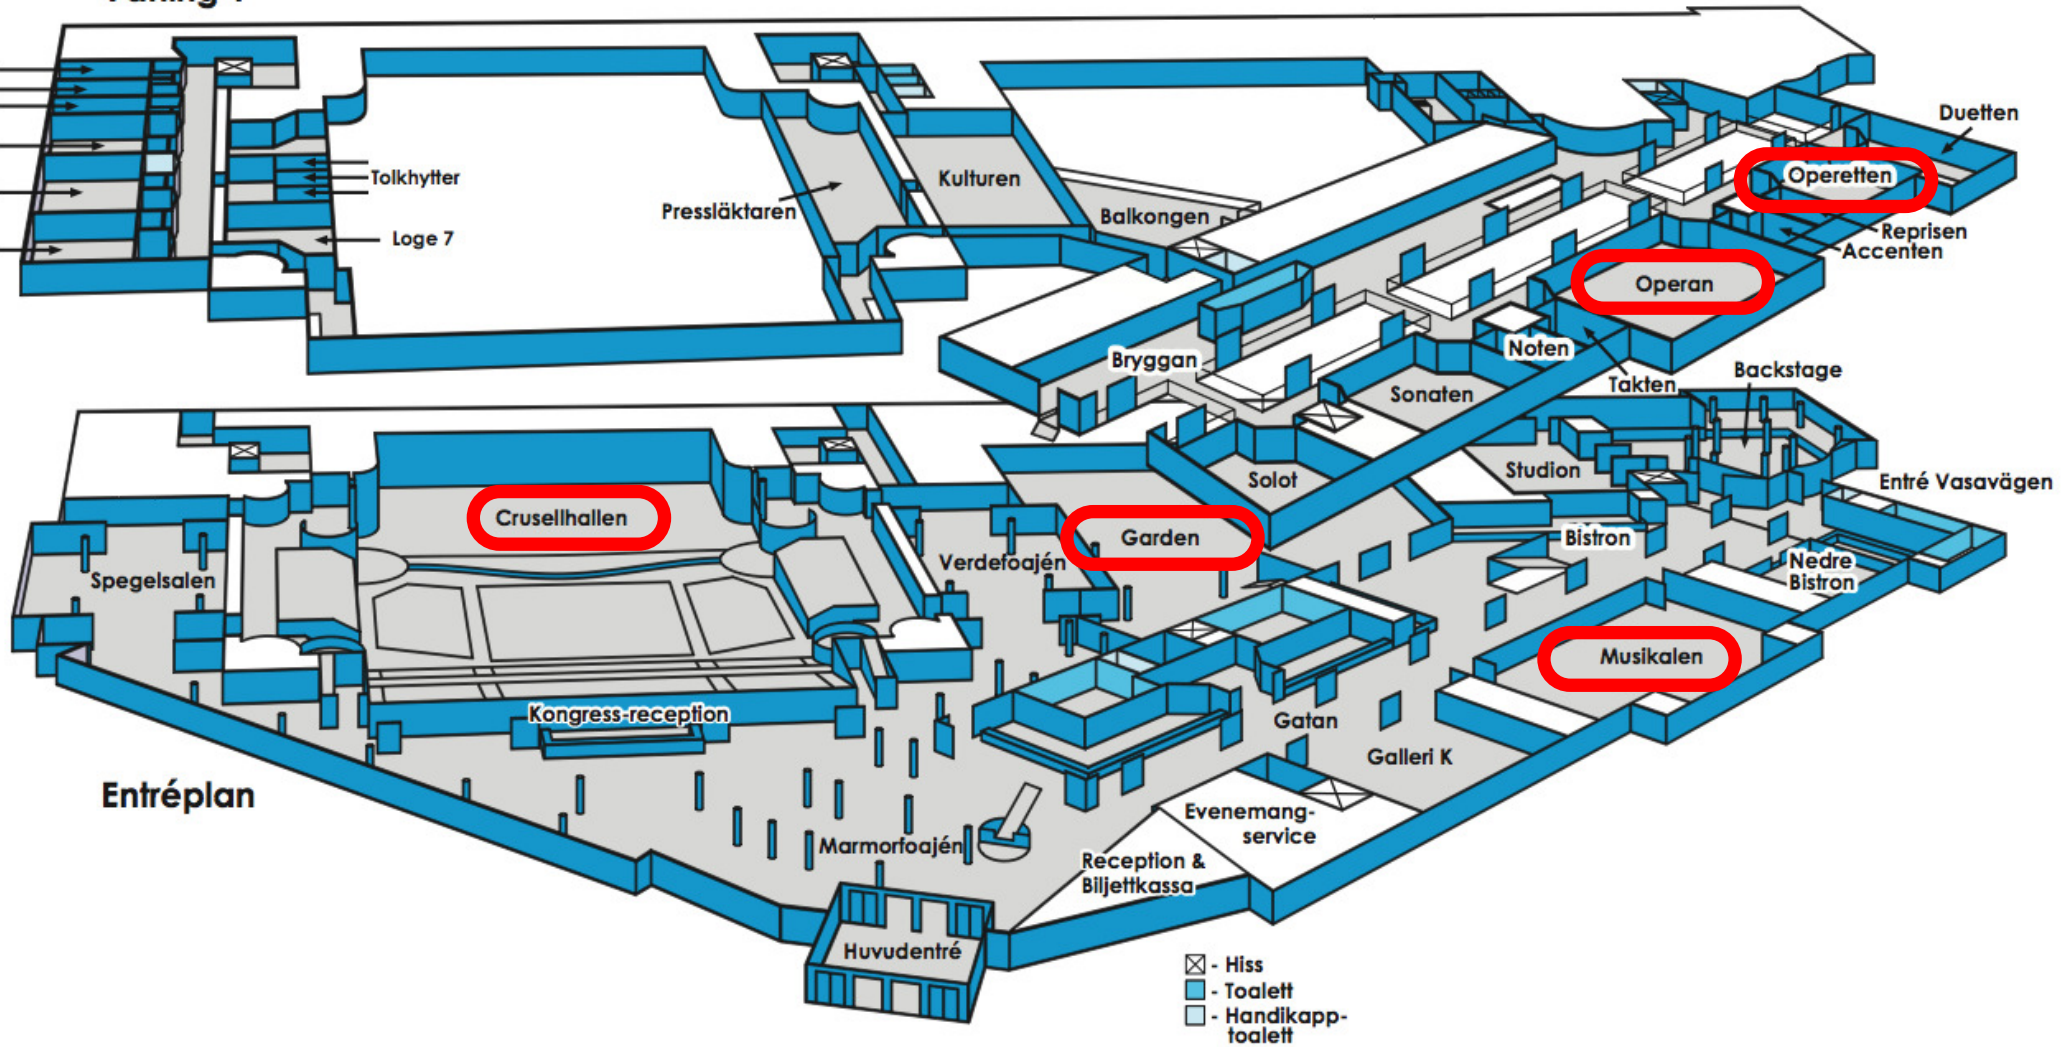 Duetten
Operetten
Tolkhytter
Kulturen
Pressläktaren
Balkongen
Reprisen
Accenten
Loge 7
Operan
Noten
Bryggan
Takten
Backstage
Sonaten
Studion
Solot
Entré Vasavägen
Crusellhallen
Garden
Bistron
Verdefoajén
Nedre
Bistron
Spegelsalen
Musikalen
Kongress-reception
Gatan
Galleri K
Entréplan
Evenemang-
service
Marmorfoajén
Reception &
Biljettkassa
Huvudentré
- Hiss
- Toalett
- Handikapp-
toalett